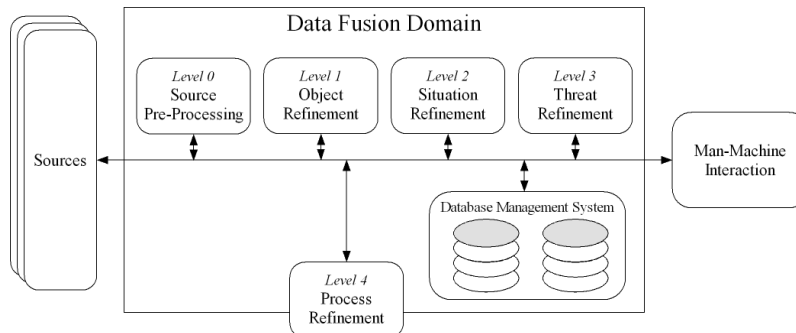 Data Fusion Domain
Level 0
Source
Pre-Processing
Level 1
Object
Refinement
Level 2
Situation
Refinement
Level 3
Threat
Refinement
Sources
Man-Machine
Interaction
Database Management System
Level 4
Process
Refinement